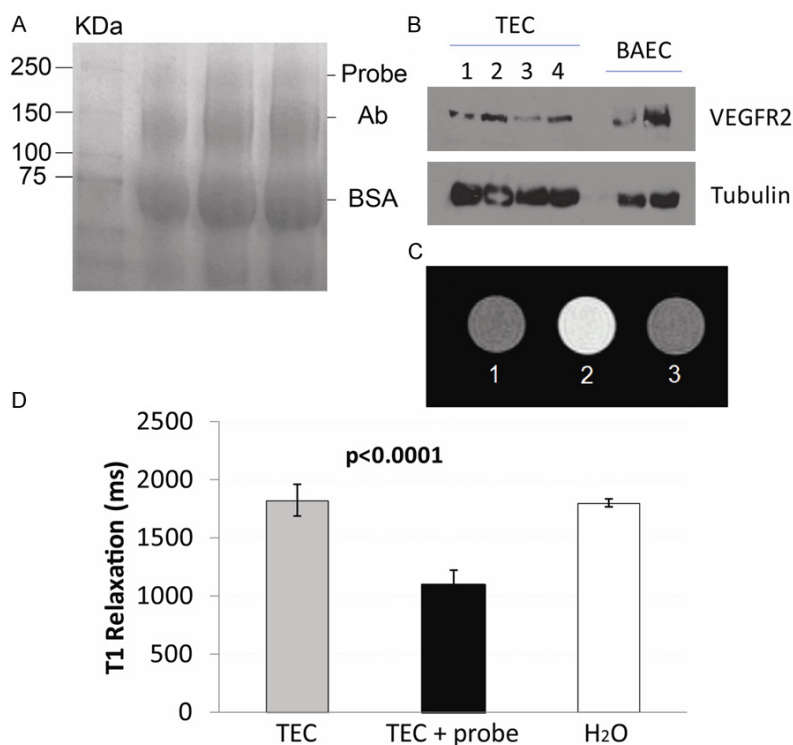 A
KDa
250
150
100
75
Probe
Ab
BSA
B
TEC
BAEC
1 2 3 4
VEGFR2
Tubulin
C
1 2 3
D
T1 Relaxation (ms)
2500
2000
1500
1000
500
0
p<0.0001
TEC TEC + probe H₂O